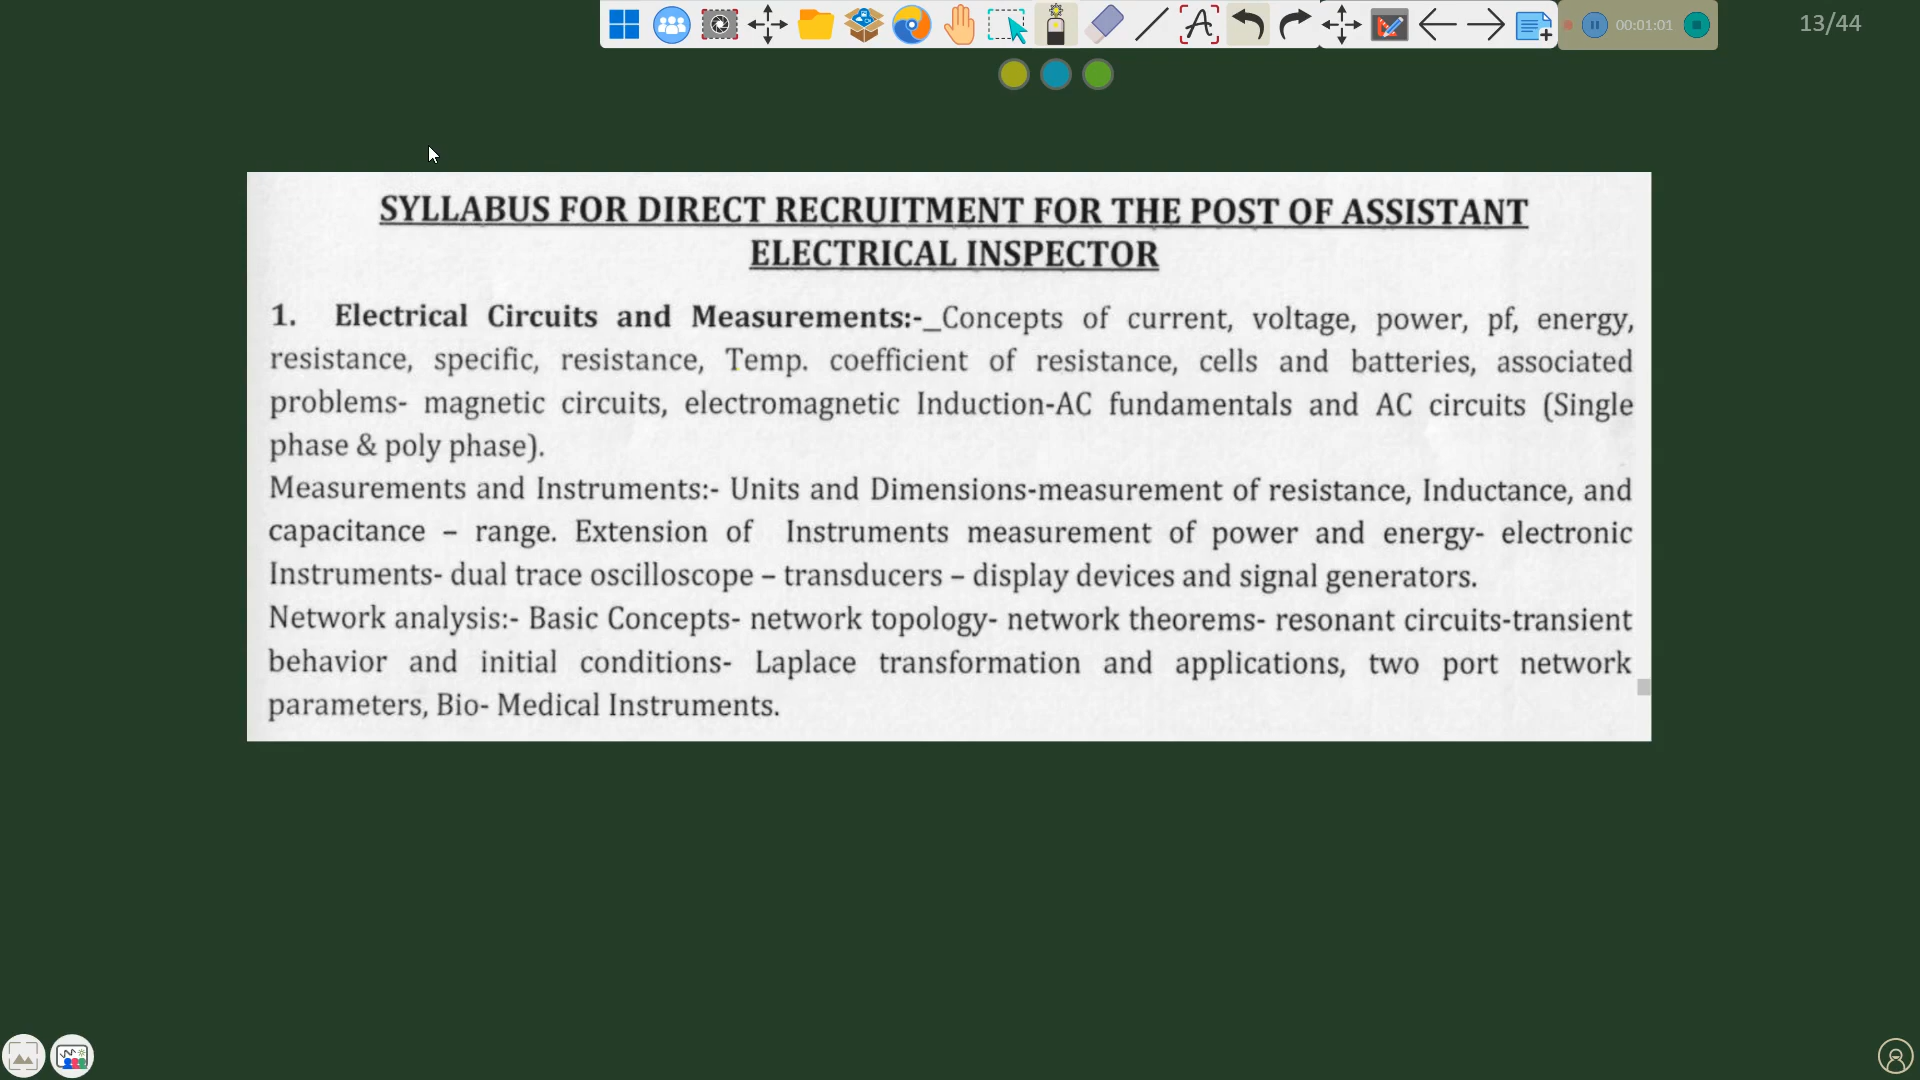 00:01:01
13/44
SYLLABUS FOR DIRECT RECRUITMENT FOR THE POST OF ASSISTANT
ELECTRICAL INSPECTOR
1. Electrical Circuits and Measurements:-_Concepts of current, voltage, power, pf, energy,
resistance, specific, resistance, Temp. coefficient of resistance, cells and batteries, associated
problems- magnetic circuits, electromagnetic Induction-AC fundamentals and AC circuits (Single
phase & poly phase).
Measurements and Instruments:- Units and Dimensions-measurement of resistance, Inductance, and
capacitance – range. Extension of Instruments measurement of power and energy- electronic
Instruments- dual trace oscilloscope – transducers – display devices and signal generators.
Network analysis:- Basic Concepts- network topology- network theorems- resonant circuits-transient
behavior and initial conditions- Laplace transformation and applications, two port network
parameters, Bio- Medical Instruments.